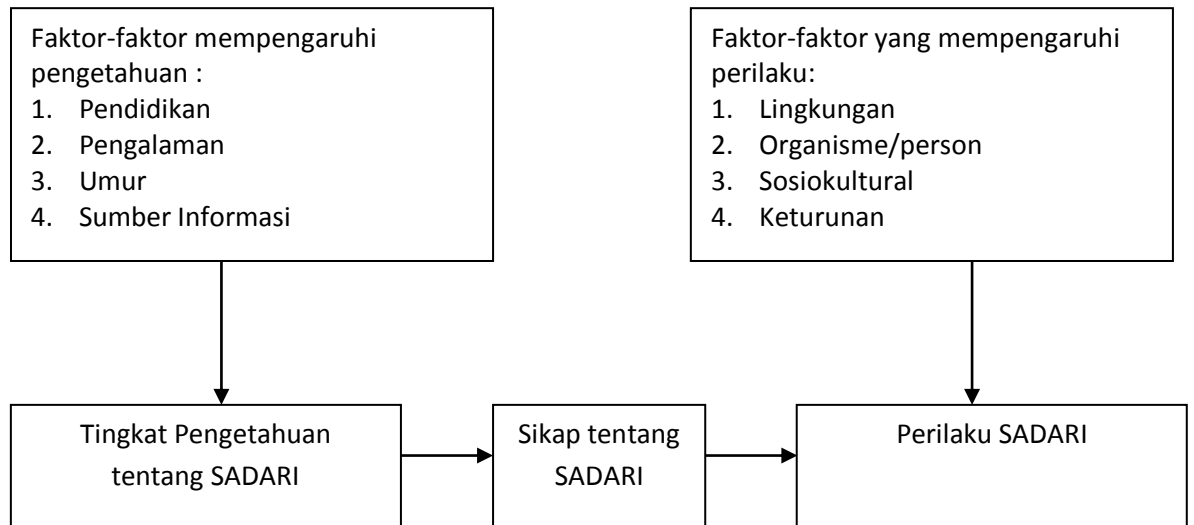 Faktor-faktor mempengaruhi
pengetahuan :
1. Pendidikan
2. Pengalaman
3. Umur
4. Sumber Informasi
Faktor-faktor yang mempengaruhi
perilaku:
1. Lingkungan
2. Organisme/person
3. Sosiokultural
4. Keturunan
Tingkat Pengetahuan
tentang SADARI
Sikap tentang
SADARI
Perilaku SADARI